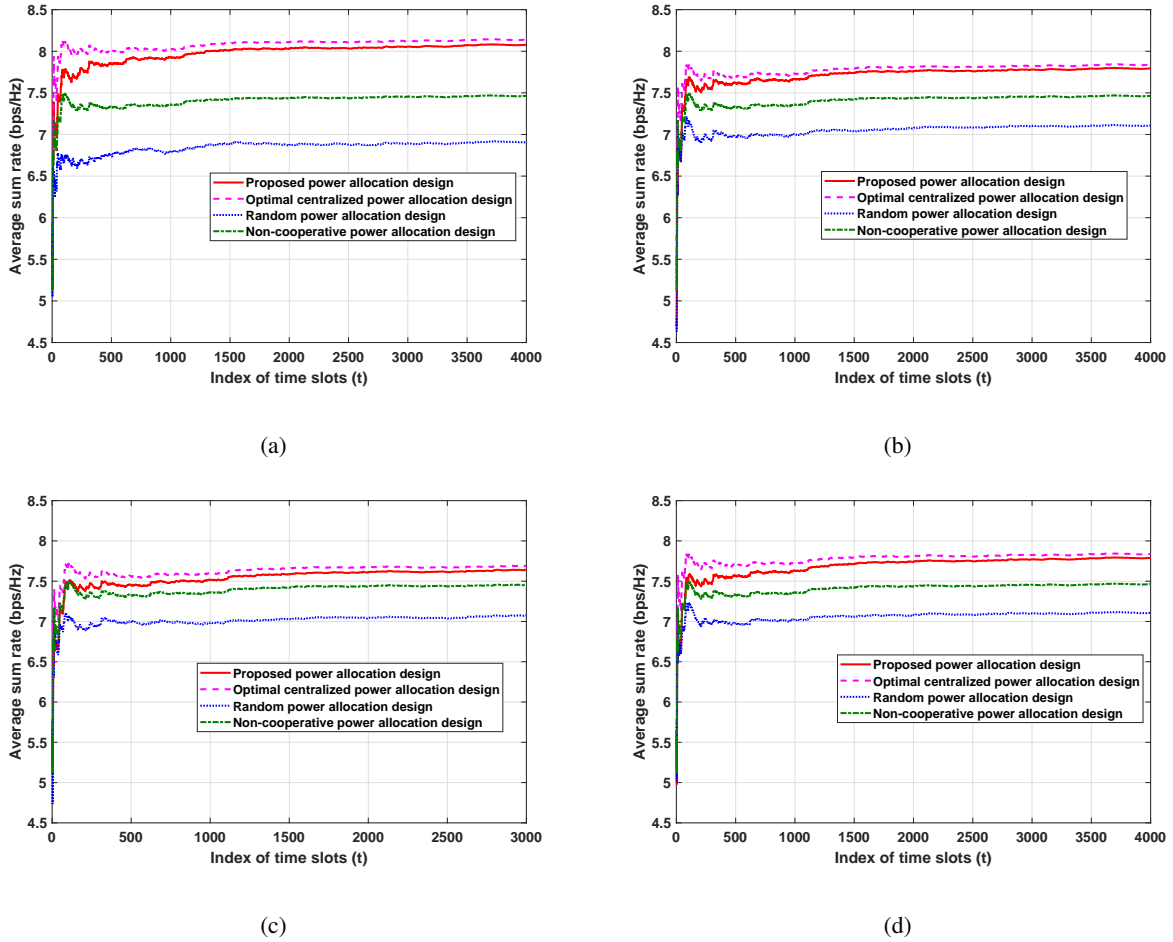 8.5
8
7.5
7
6.5
6
5.5
5
4.5
Average sum rate (bps/Hz)
Proposed power allocation design
Optimal centralized power allocation design
Random power allocation design
Non-cooperative power allocation design
0 500 1000 1500 2000 2500 3000 3500 4000
Index of time slots (t)
(a)
8.5
8
7.5
7
6.5
6
5.5
5
4.5
Average sum rate (bps/Hz)
Proposed power allocation design
Optimal centralized power allocation design
Random power allocation design
Non-cooperative power allocation design
0 500 1000 1500 2000 2500 3000 3500 4000
Index of time slots (t)
(b)
8.5
8
7.5
7
6.5
6
5.5
5
4.5
Average sum rate (bps/Hz)
Proposed power allocation design
Optimal centralized power allocation design
Random power allocation design
Non-cooperative power allocation design
0 500 1000 1500 2000 2500 3000
Index of time slots (t)
(c)
8.5
8
7.5
7
6.5
6
5.5
5
4.5
Average sum rate (bps/Hz)
Proposed power allocation design
Optimal centralized power allocation design
Random power allocation design
Non-cooperative power allocation design
0 500 1000 1500 2000 2500 3000 3500 4000
Index of time slots (t)
(d)